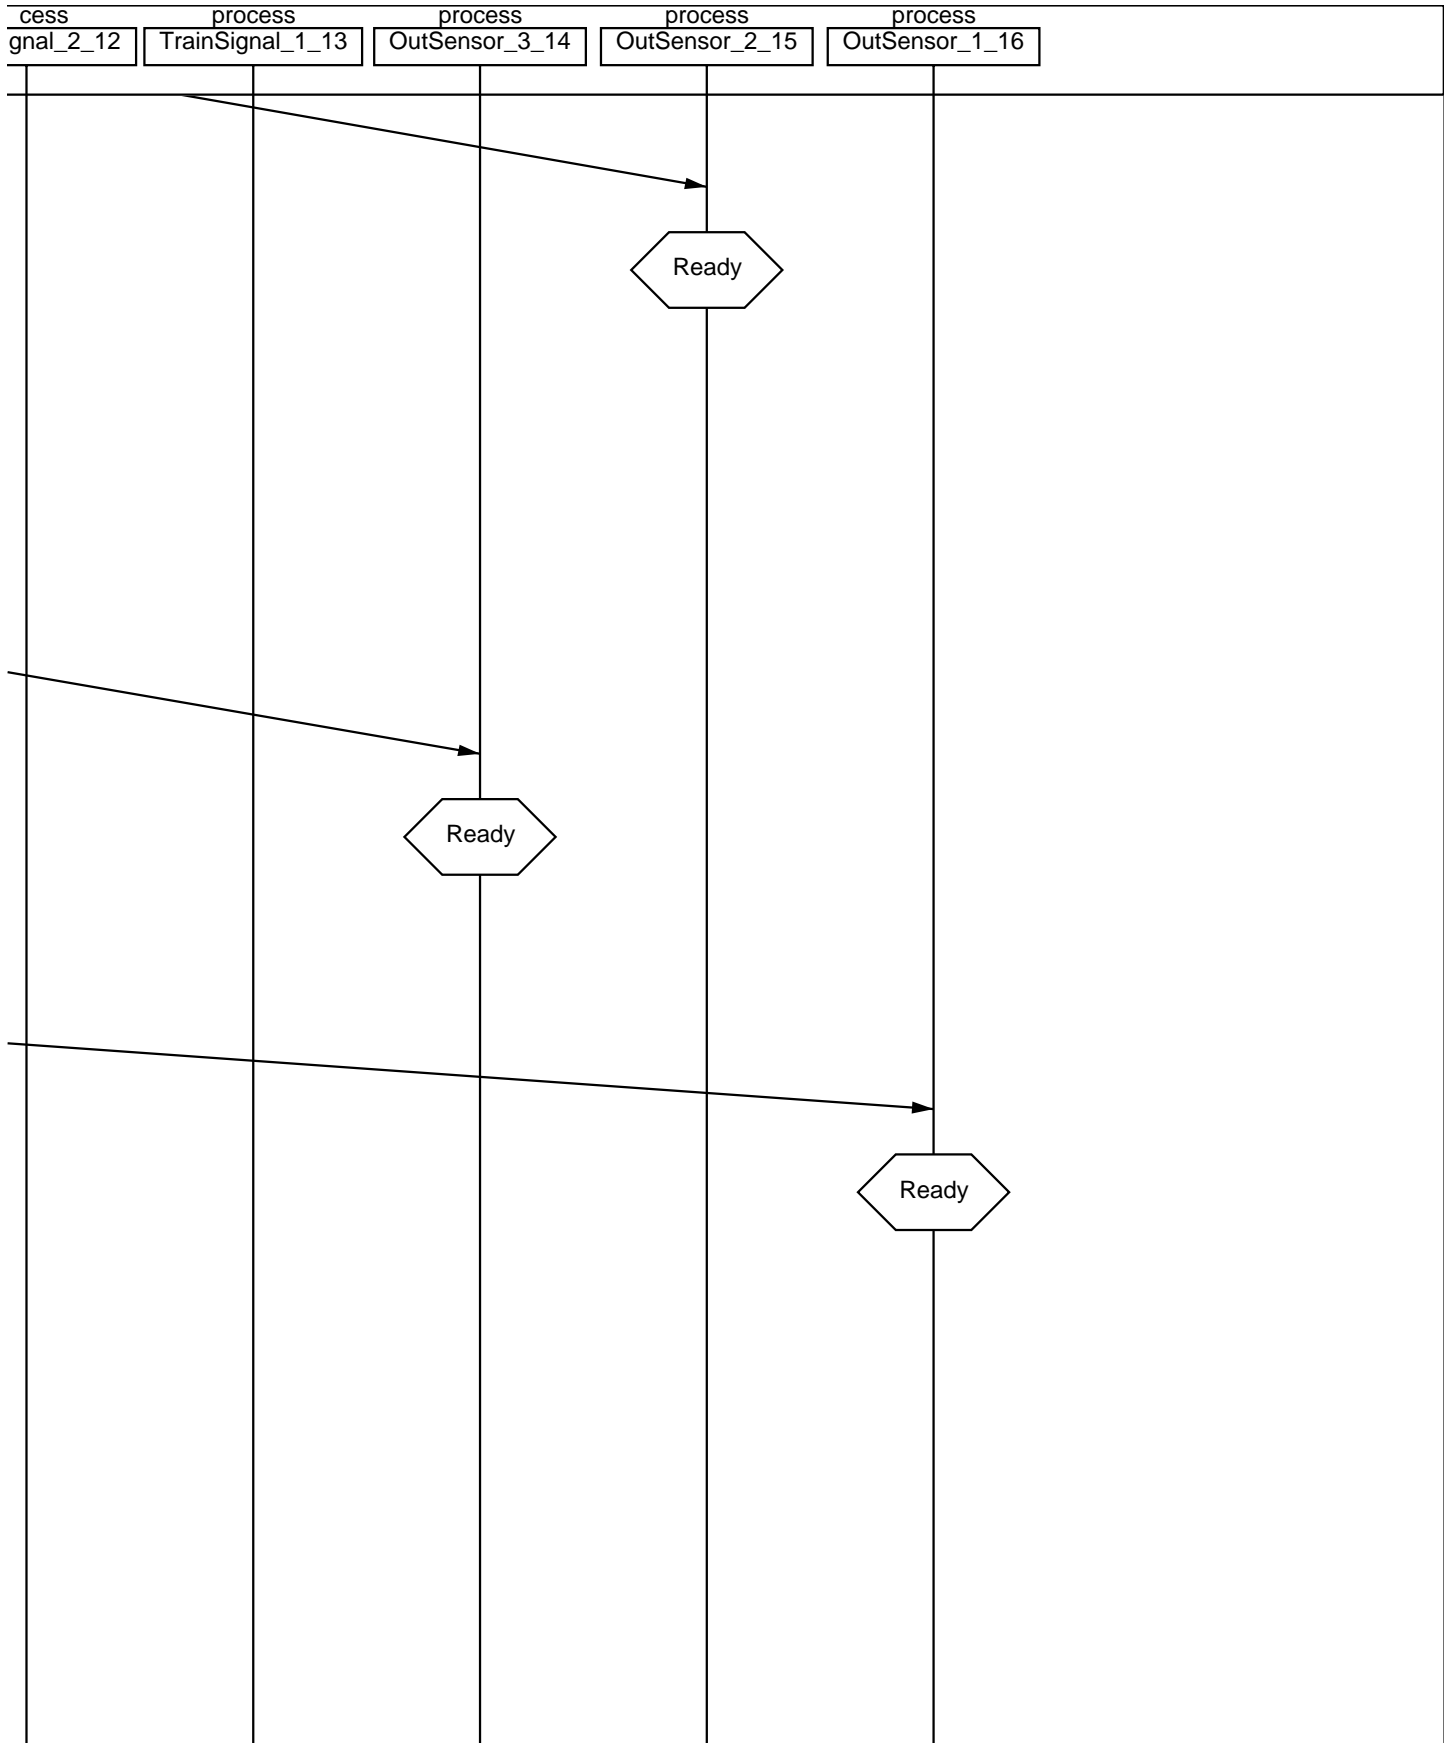 cess process process process process
gnal_2_12 TrainSignal_1_13 OutSensor_3_14 OutSensor_2_15 OutSensor_1_16
Ready
Ready
Ready